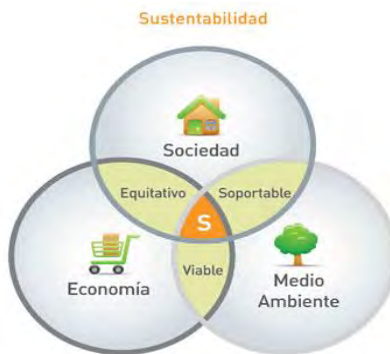 Sustentabilidad
Sociedad
Equitativo
Soportable
S
Economía
Viable
Medio
Ambiente